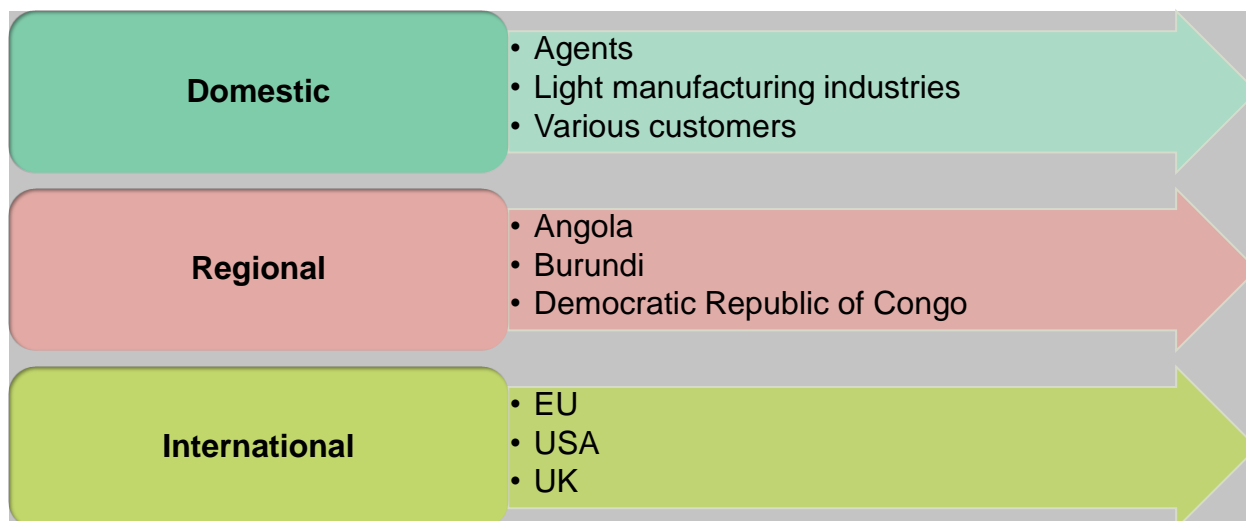 Domestic
• Agents
• Light manufacturing industries
• Various customers
Regional
• Angola
• Burundi
• Democratic Republic of Congo
International
• EU
• USA
• UK